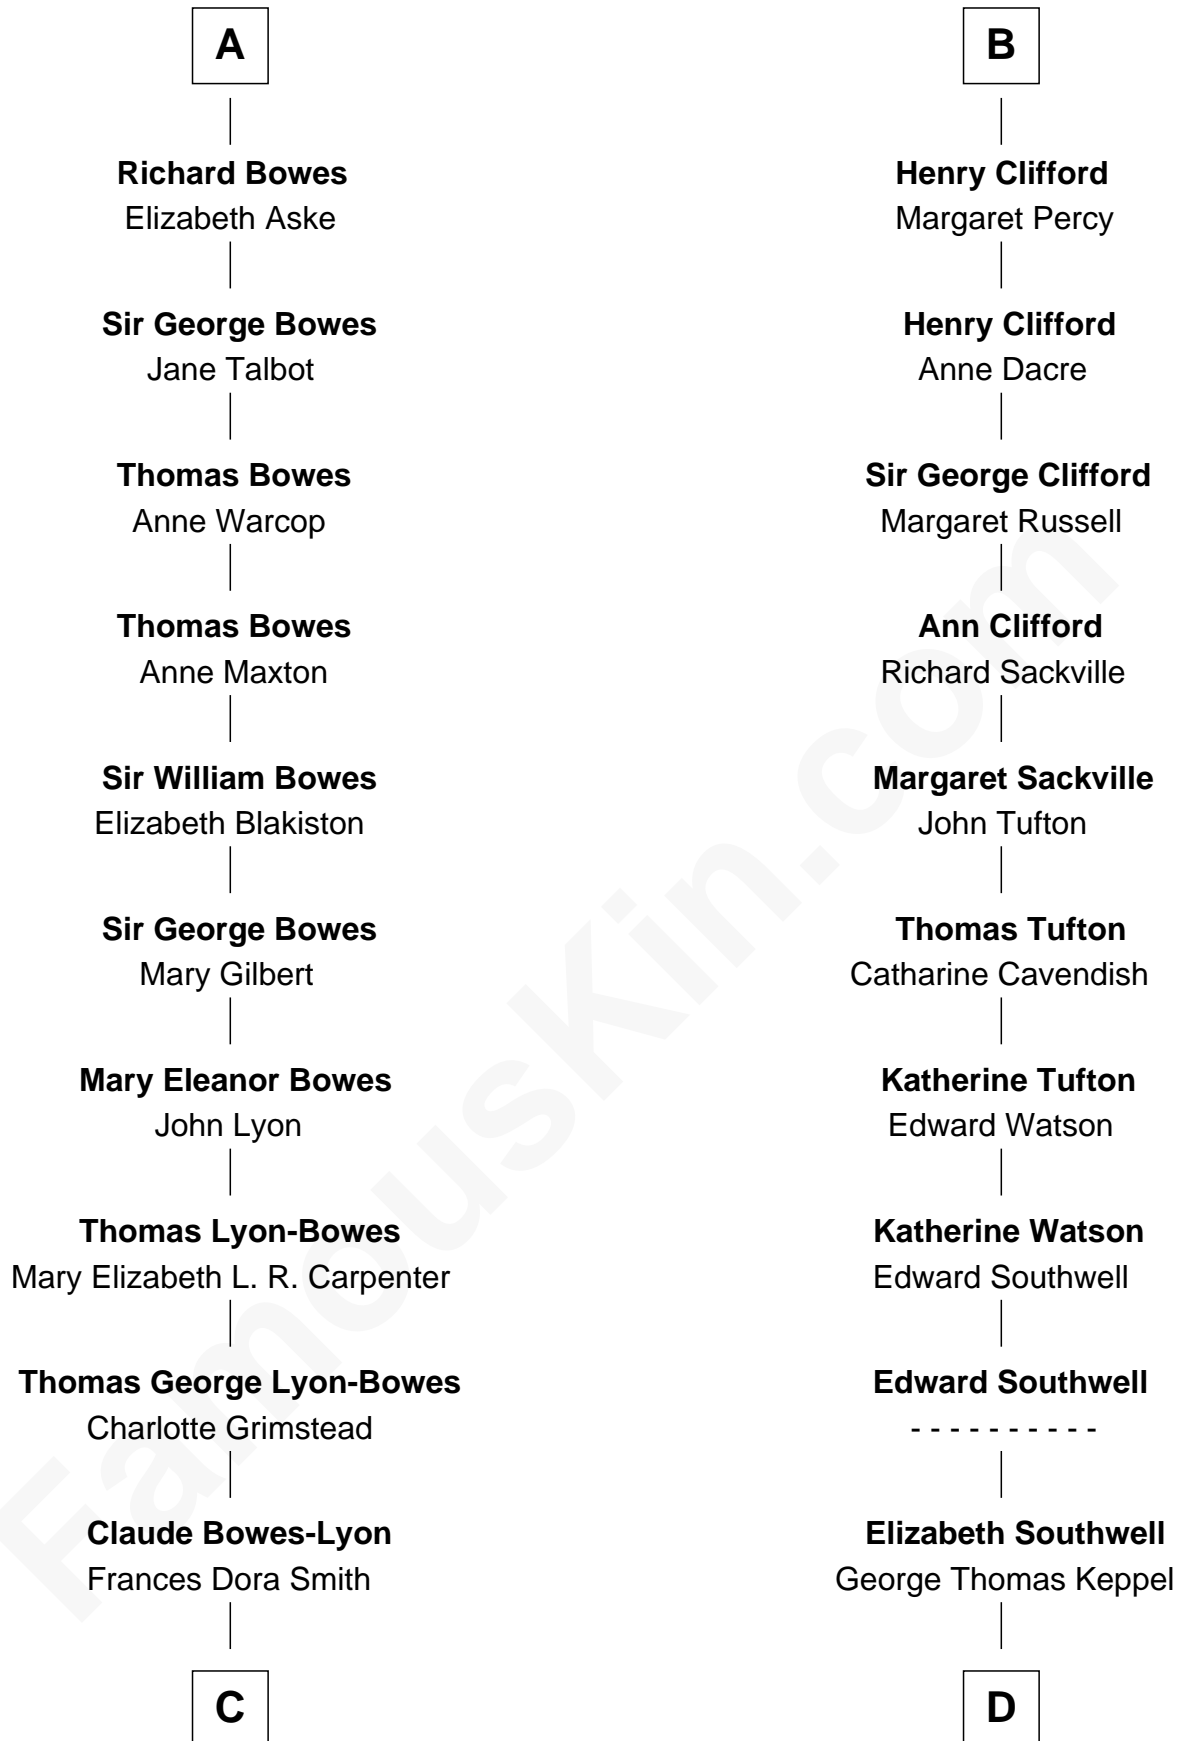 A
Richard Bowes
Elizabeth Aske
Sir George Bowes
Jane Talbot
Thomas Bowes
Anne Warcop
Thomas Bowes
Anne Maxton
Sir William Bowes
Elizabeth Blakiston
Sir George Bowes
Mary Gilbert
Mary Eleanor Bowes
John Lyon
Thomas Lyon-Bowes
Mary Elizabeth L. R. Carpenter
Thomas George Lyon-Bowes
Charlotte Grimstead
Claude Bowes-Lyon
Frances Dora Smith
C
B
Henry Clifford
Margaret Percy
Henry Clifford
Anne Dacre
Sir George Clifford
Margaret Russell
Ann Clifford
Richard Sackville
Margaret Sackville
John Tufton
Thomas Tufton
Catharine Cavendish
Katherine Tufton
Edward Watson
Katherine Watson
Edward Southwell
Edward Southwell
- - - - - - - - - -
Elizabeth Southwell
George Thomas Keppel
D
FamousKin.com